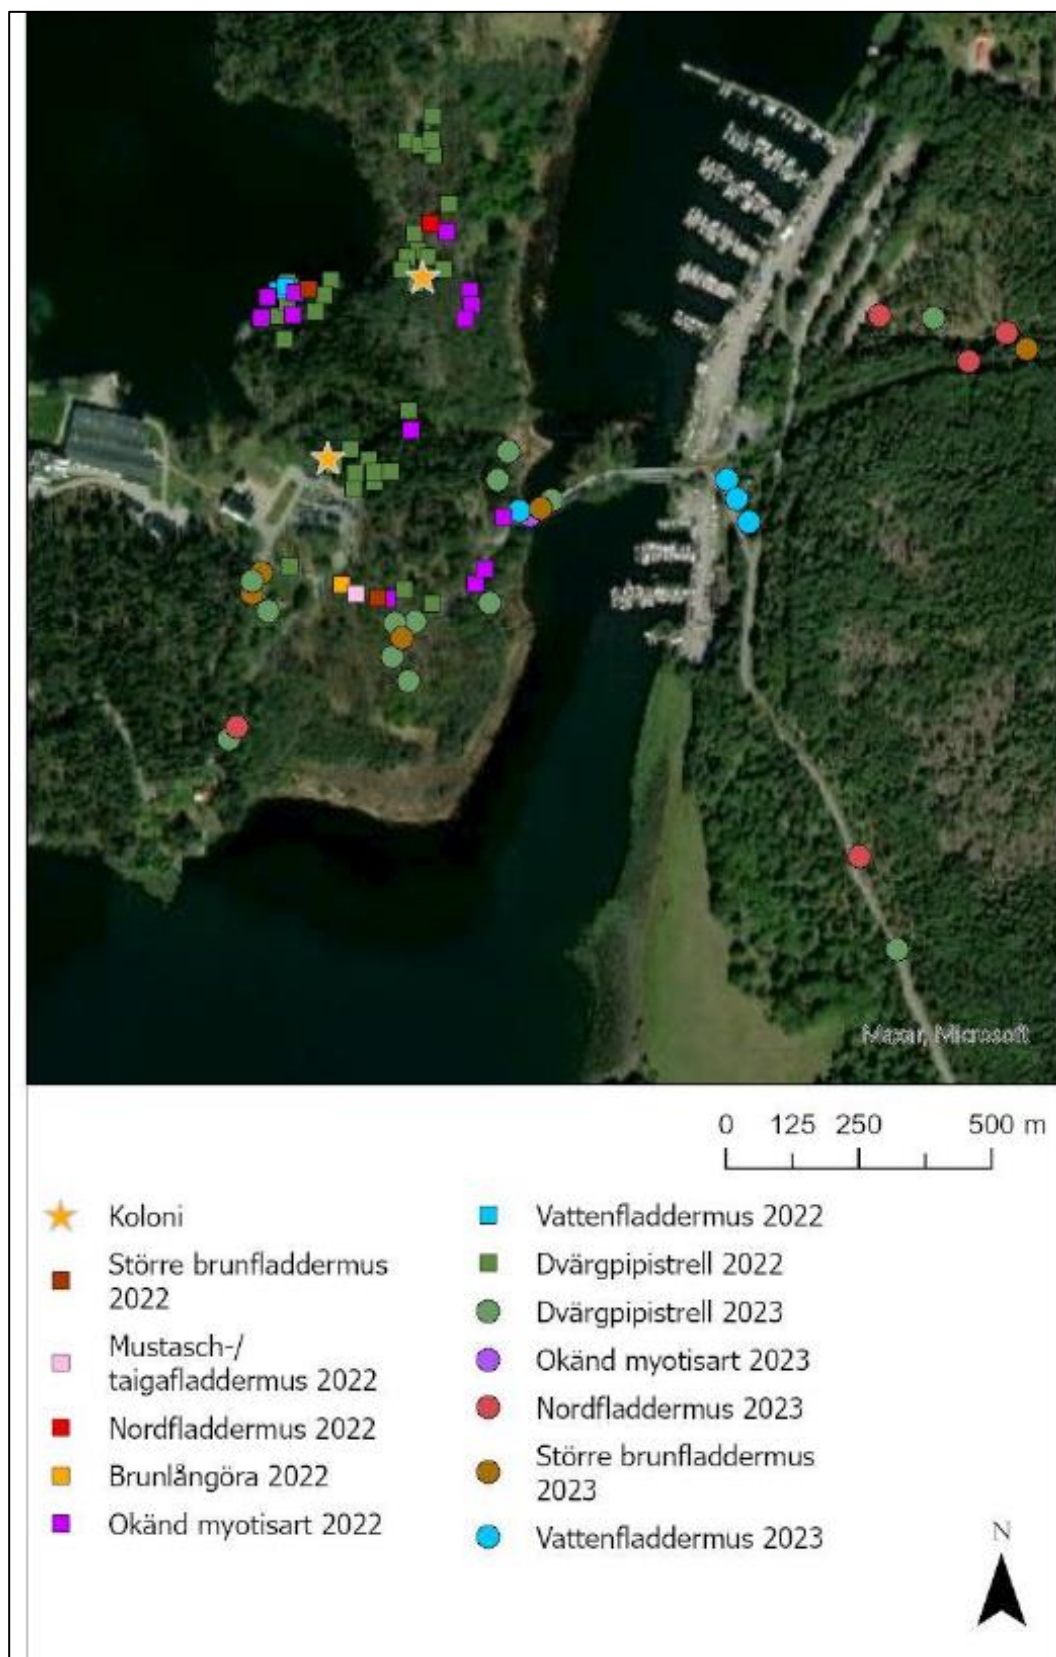 Maxar, Microsoft
0 125 250 500 m
Koloni
Större brunfladdermus
2022
Mustasch-/
taigafladdermus 2022
Nordfladdermus 2022
Brunlångöra 2022
Okänd myotisart 2022
Vattenfladdermus 2022
Dvärgpipistrell 2022
Dvärgpipistrell 2023
Okänd myotisart 2023
Nordfladdermus 2023
Större brunfladdermus
2023
Vattenfladdermus 2023
N